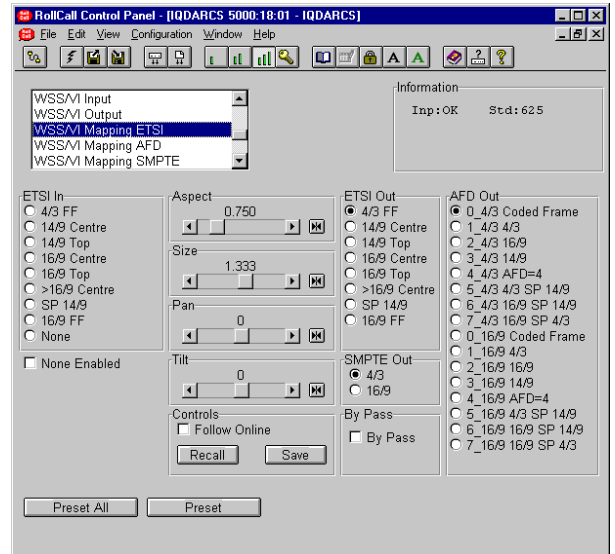 RollCall Control Panel - [IQDARCS 5000:18:01 - IQDARCS]
File Edit View Configuration Window Help
WSS/VI Input
WSS/VI Output
WSS/VI Mapping ETSI
WSS/VI Mapping AFD
WSS/VI Mapping SMPTE
Information
Inp:OK Std:625
ETSI In
4/3 FF
14/9 Centre
14/9 Top
16/9 Centre
16/9 Top
>16/9 Centre
SP 14/9
16/9 FF
None
None Enabled
Aspect
0.750
Size
1.333
Pan
0
Tilt
0
Controls
Follow Online
Recall Save
ETSI Out
4/3 FF
14/9 Centre
14/9 Top
16/9 Centre
16/9 Top
>16/9 Centre
SP 14/9
16/9 FF
SMPTE Out
4/3
16/9
By Pass
By Pass
AFD Out
0_4/3 Coded Frame
1_4/3 4/3
2_4/3 16/9
3_4/3 14/9
4_4/3 AFD=4
5_4/3 4/3 SP 14/9
6_4/3 16/9 SP 14/9
7_4/3 16/9 SP 4/3
0_16/9 Coded Frame
1_16/9 4/3
2_16/9 16/9
3_16/9 14/9
4_16/9 AFD=4
5_16/9 4/3 SP 14/9
6_16/9 16/9 SP 14/9
7_16/9 16/9 SP 4/3
Preset All Preset